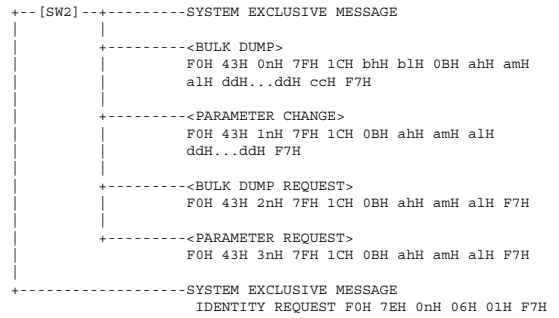 +--[SW2]--+---------SYSTEM EXCLUSIVE MESSAGE
|         |
|         +---------<BULK DUMP>
|         |         F0H 43H 0nH 7FH 1CH bhH blH 0BH ahH amH
|         |         alH ddH...ddH ccH F7H
|         |
|         +---------<PARAMETER CHANGE>
|         |         F0H 43H 1nH 7FH 1CH 0BH ahH amH alH
|         |         ddH...ddH F7H
|         |
|         +---------<BULK DUMP REQUEST>
|         |         F0H 43H 2nH 7FH 1CH 0BH ahH amH alH F7H
|         |
|         +---------<PARAMETER REQUEST>
|                   F0H 43H 3nH 7FH 1CH 0BH ahH amH alH F7H
|
+-------------------SYSTEM EXCLUSIVE MESSAGE
                     IDENTITY REQUEST F0H 7EH 0nH 06H 01H F7H